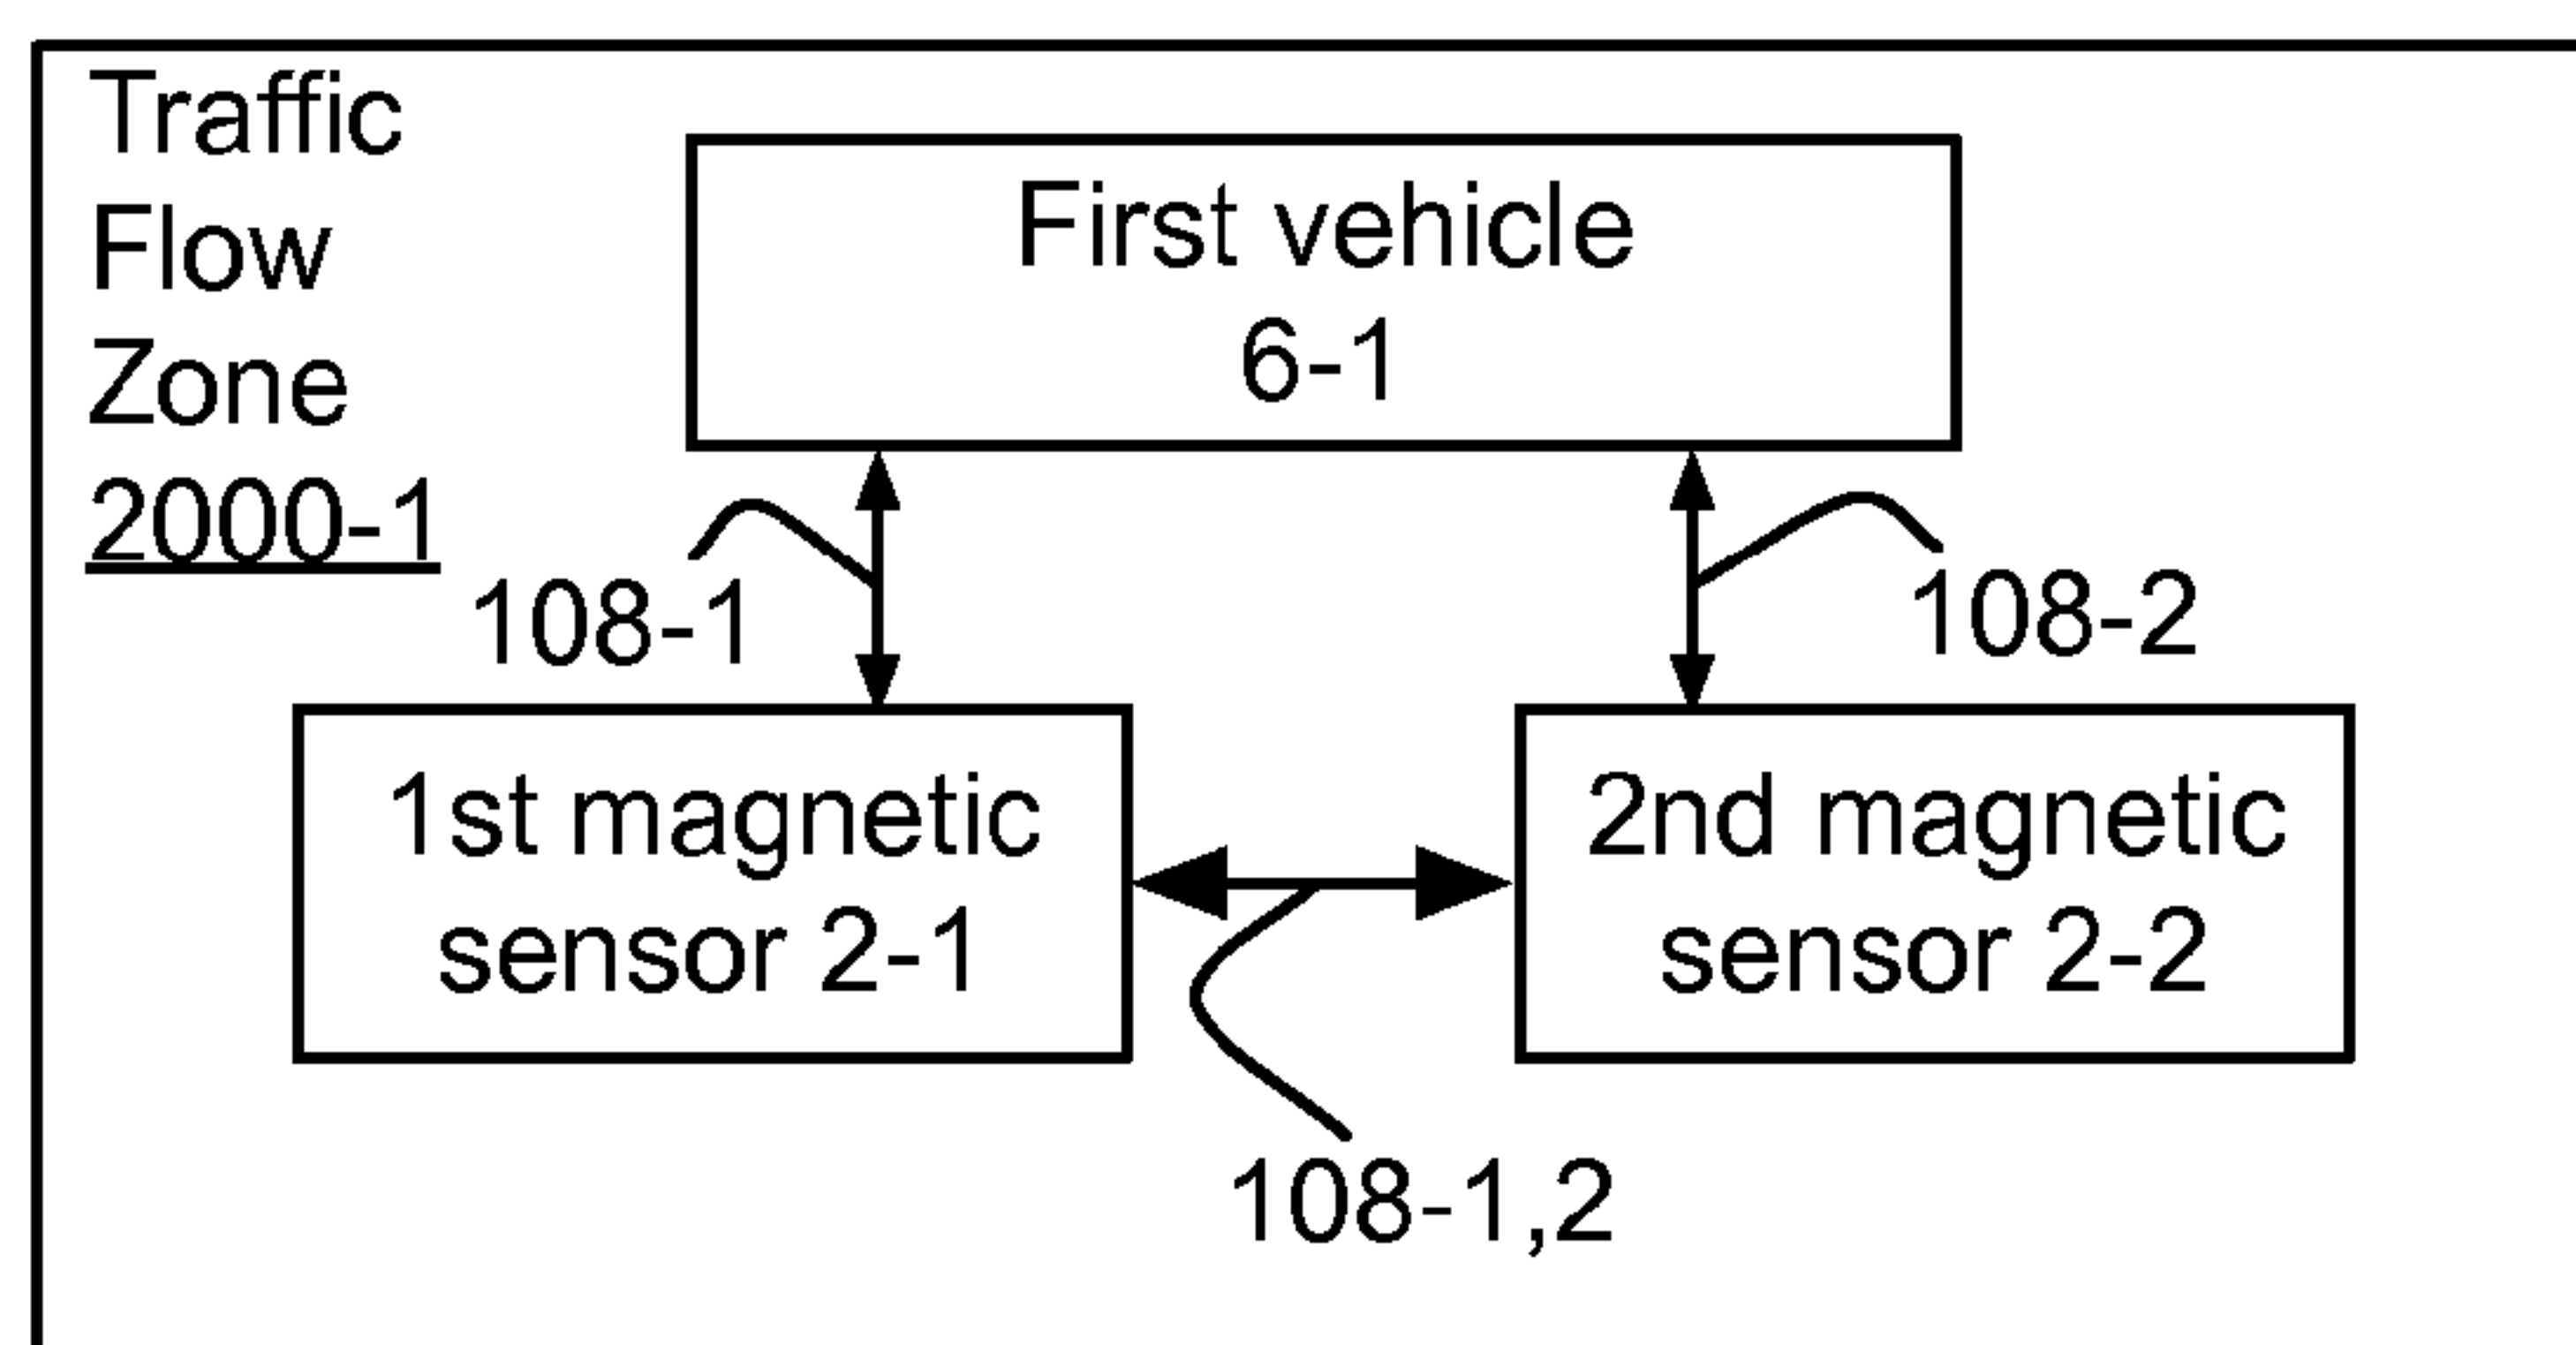 Traffic
Flow
Zone
2000-1
First vehicle
6-1
108-1
108-2
1st magnetic
sensor 2-1
2nd magnetic
sensor 2-2
108-1,2